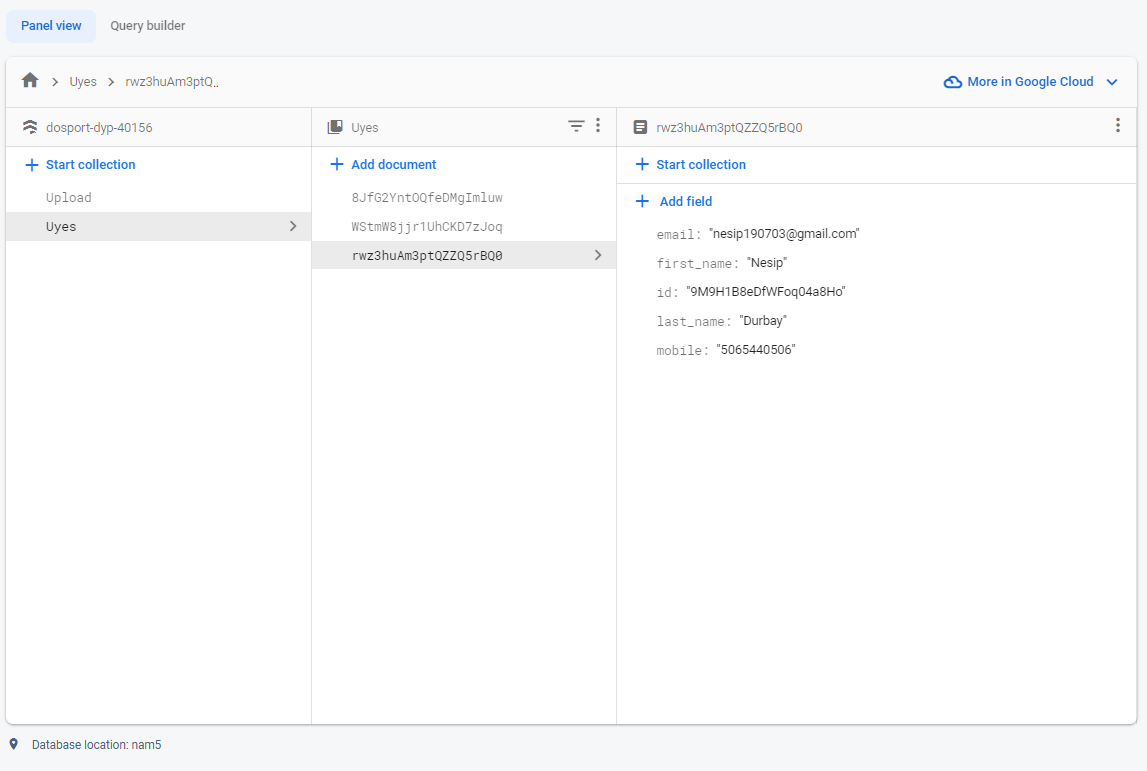 Panel view
Query builder
Uyes
rwz3huAm3ptQ..
More in Google Cloud
dosport-dyp-40156
Uyes
rwz3huAm3ptQZZQ5rBQ0
Start collection
Add document
Start collection
Upload
Uyes
8JfG2YntOQfeDMgImluw
WStmW8jjr1UhCKD7zJoq
rwz3huAm3ptQZZQ5rBQ0
Add field
email: "nesip190703@gmail.com"
first_name: "Nesip"
id: "9M9H1B8eDfWFoq04a8Ho"
last_name: "Durbay"
mobile: "5065440506"
Database location: nam5